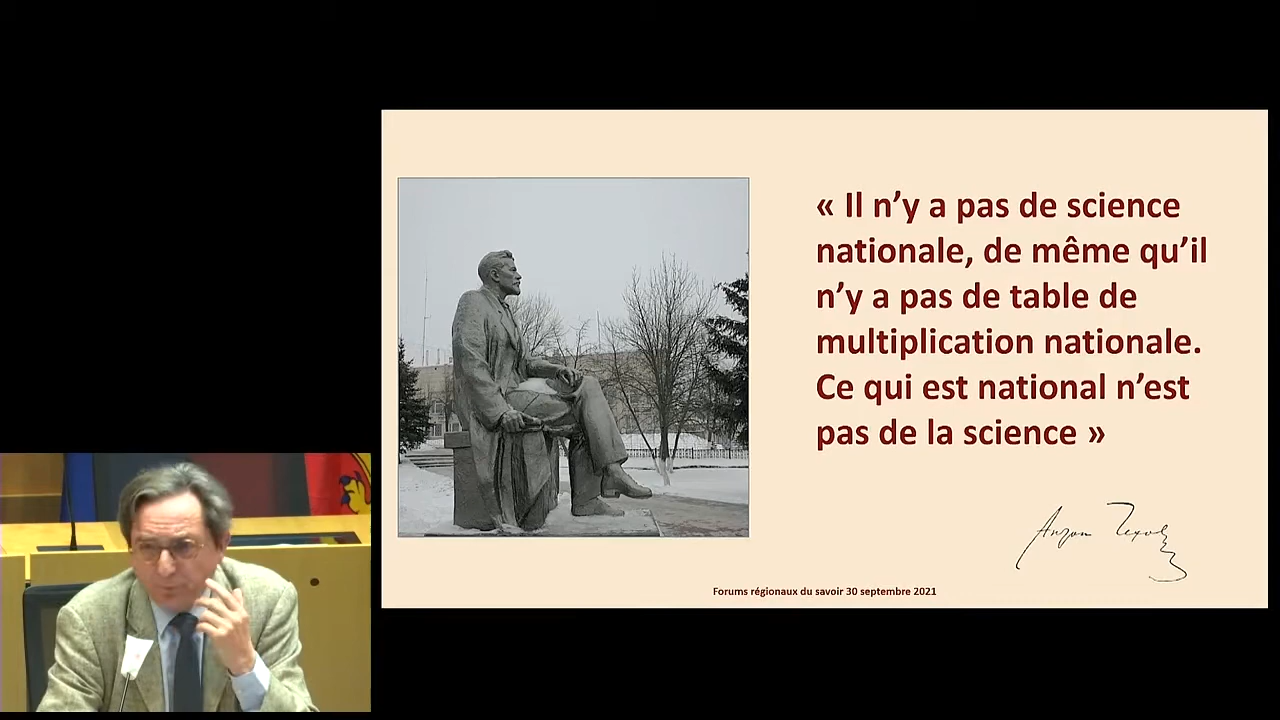 « Il n’y a pas de science
nationale, de même qu’il
n’y a pas de table de
multiplication nationale.
Ce qui est national n’est
pas de la science »
Forums régionaux du savoir 30 septembre 2021